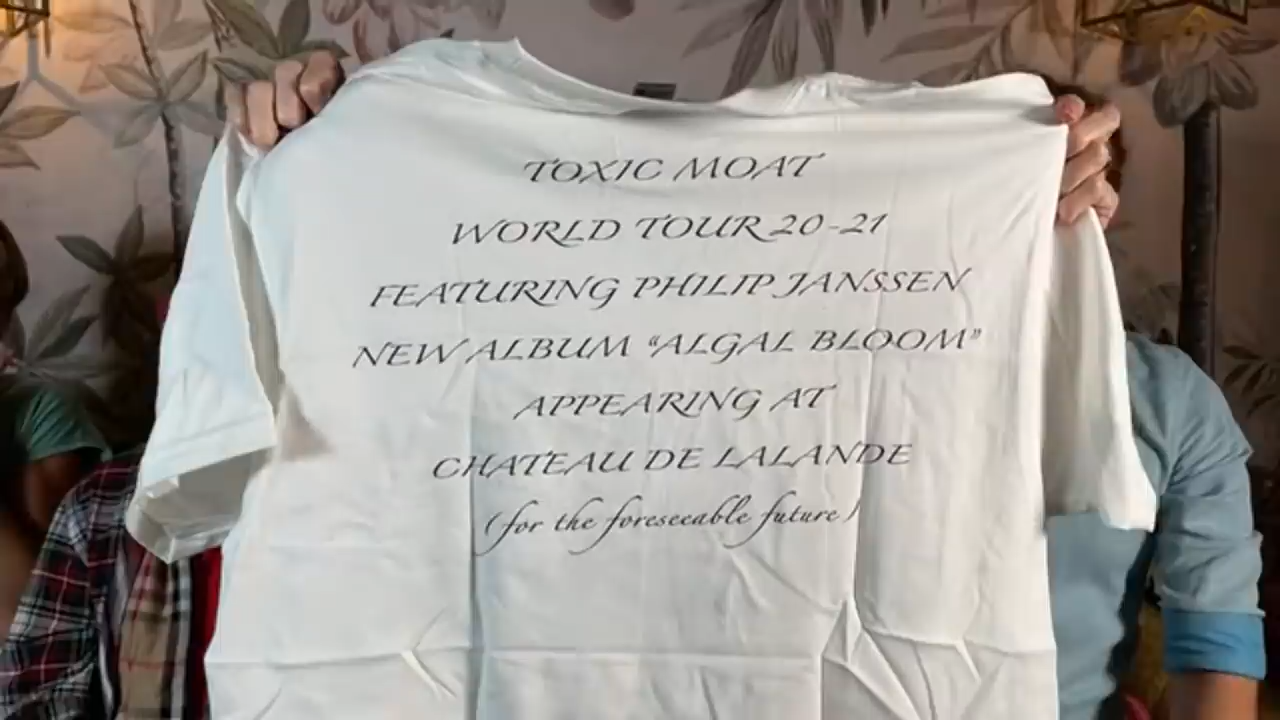 TOXIC MOAT
WORLD TOUR 20-21
FEATURING PHILIP JANSSEN
NEW ALBUM “ALGAL BLOOM”
APPEARING AT
CHATEAU DE LALANDE
(for the foreseeable future)